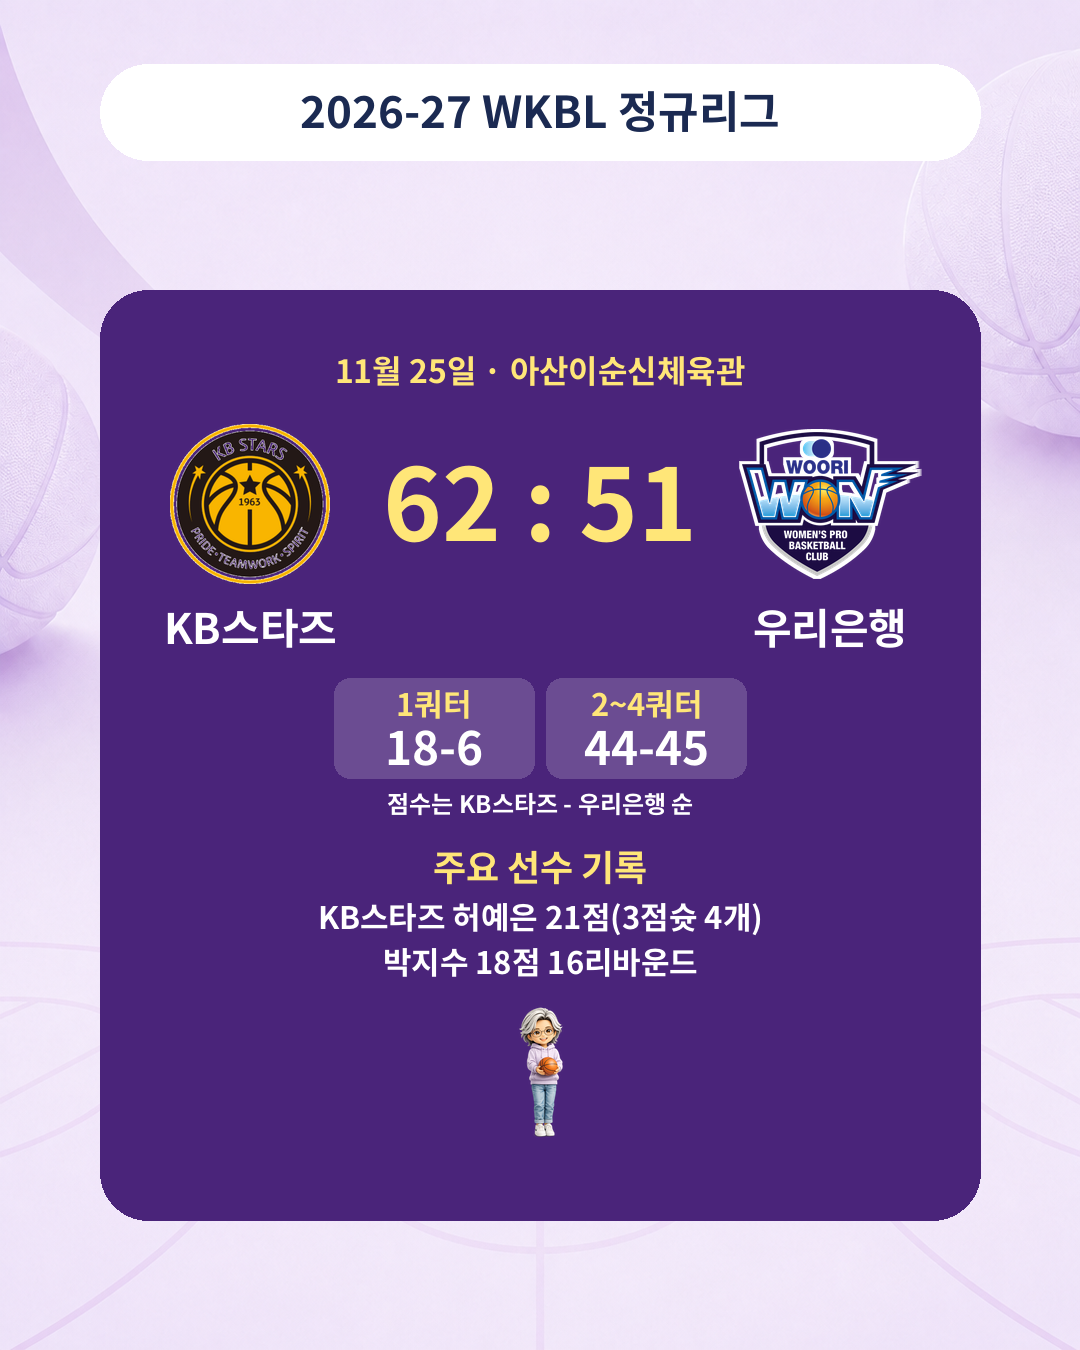 2026-27 WKBL 정규리그
11월 25일 · 아산이순신체육관
KB STARS
1963
PRIDE•TEAMWORK•SPIRIT
62 : 51
WOORI
WON
WOMEN'S PRO
BASKETBALL
CLUB
KB스타즈
우리은행
1쿼터
18-6
2~4쿼터
44-45
점수는 KB스타즈 - 우리은행 순
주요 선수 기록
KB스타즈 허예은 21점(3점슛 4개)
박지수 18점 16리바운드